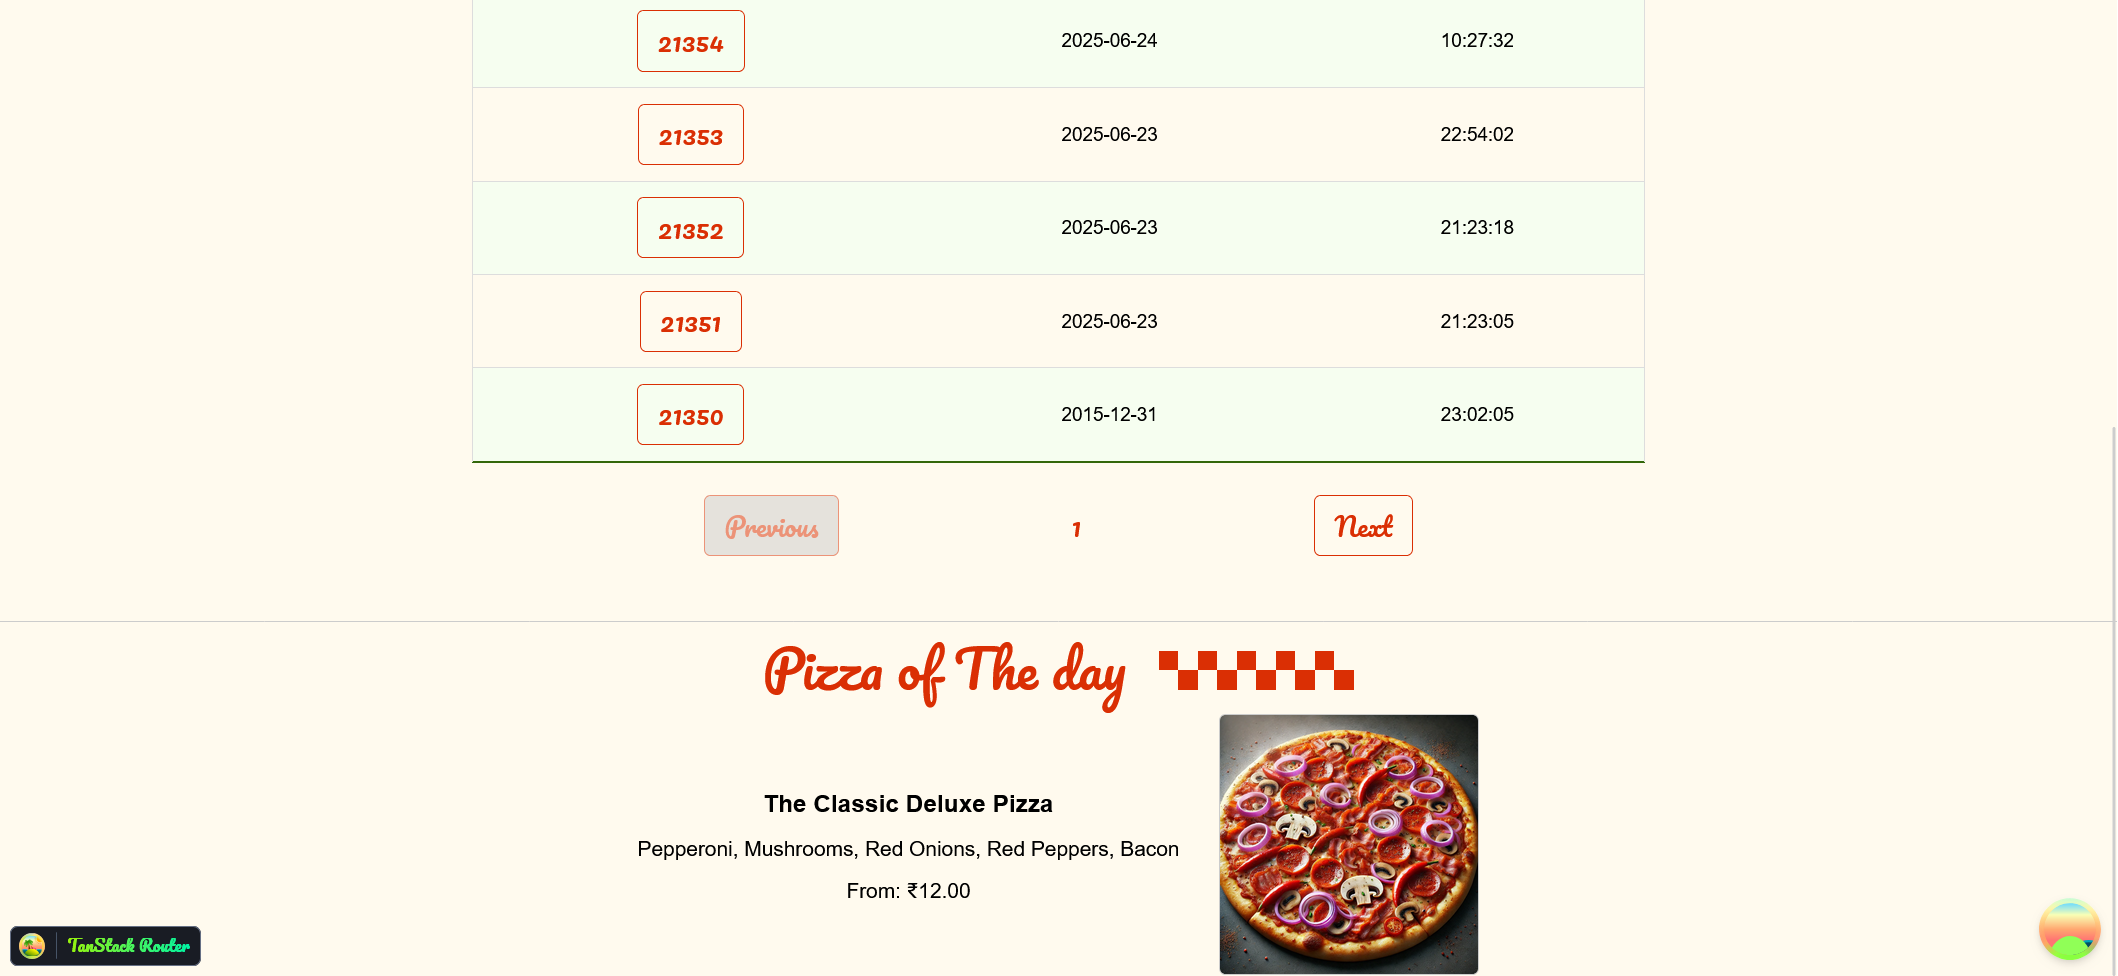 21354 2025-06-24 10:27:32
21353 2025-06-23 22:54:02
21352 2025-06-23 21:23:18
21351 2025-06-23 21:23:05
21350 2015-12-31 23:02:05
Previous 1 Next
Pizza of The day
The Classic Deluxe Pizza
Pepperoni, Mushrooms, Red Onions, Red Peppers, Bacon
From: ₹12.00
TanStack Router